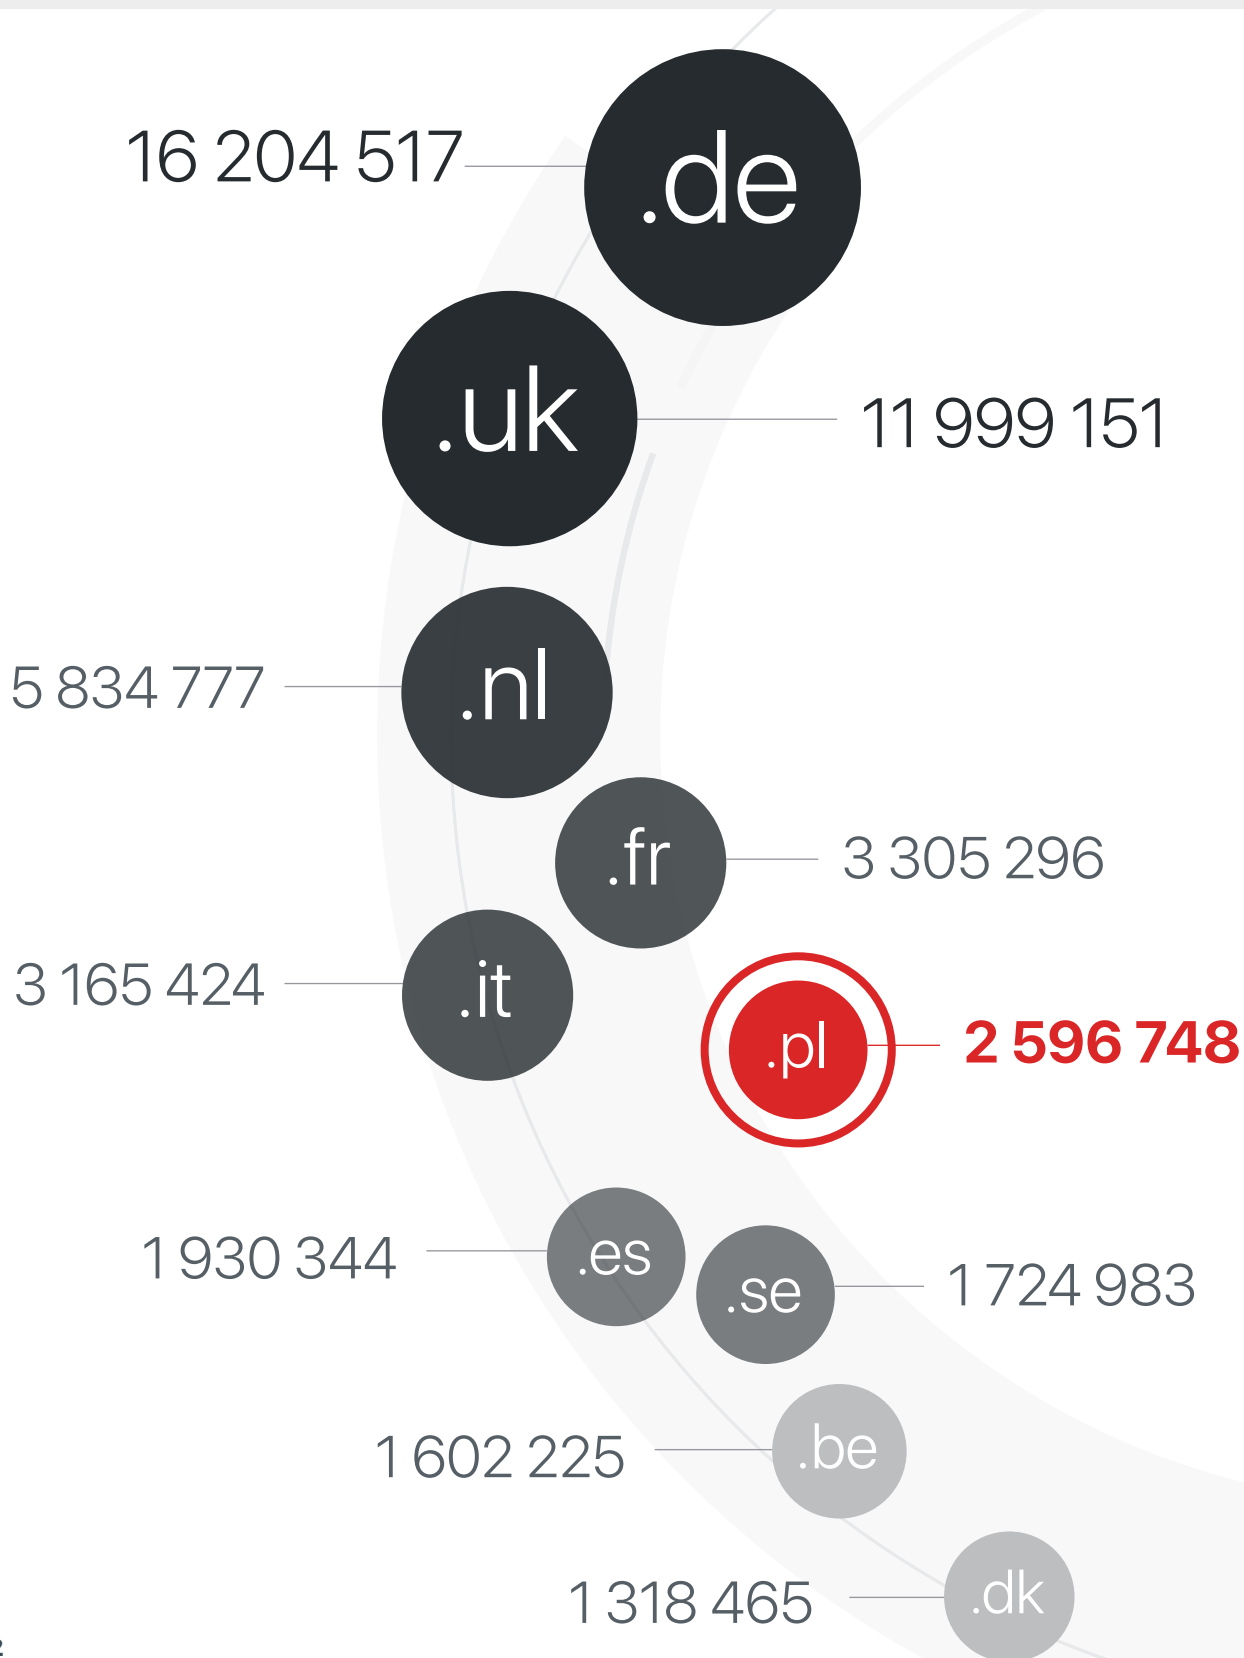 .de
16 204 517
.uk
11 999 151
.nl
5 834 777
.fr
3 305 296
.it
3 165 424
.pl
2 596 748
.es
1 930 344
.se
1 724 983
.be
1 602 225
.dk
1 318 465